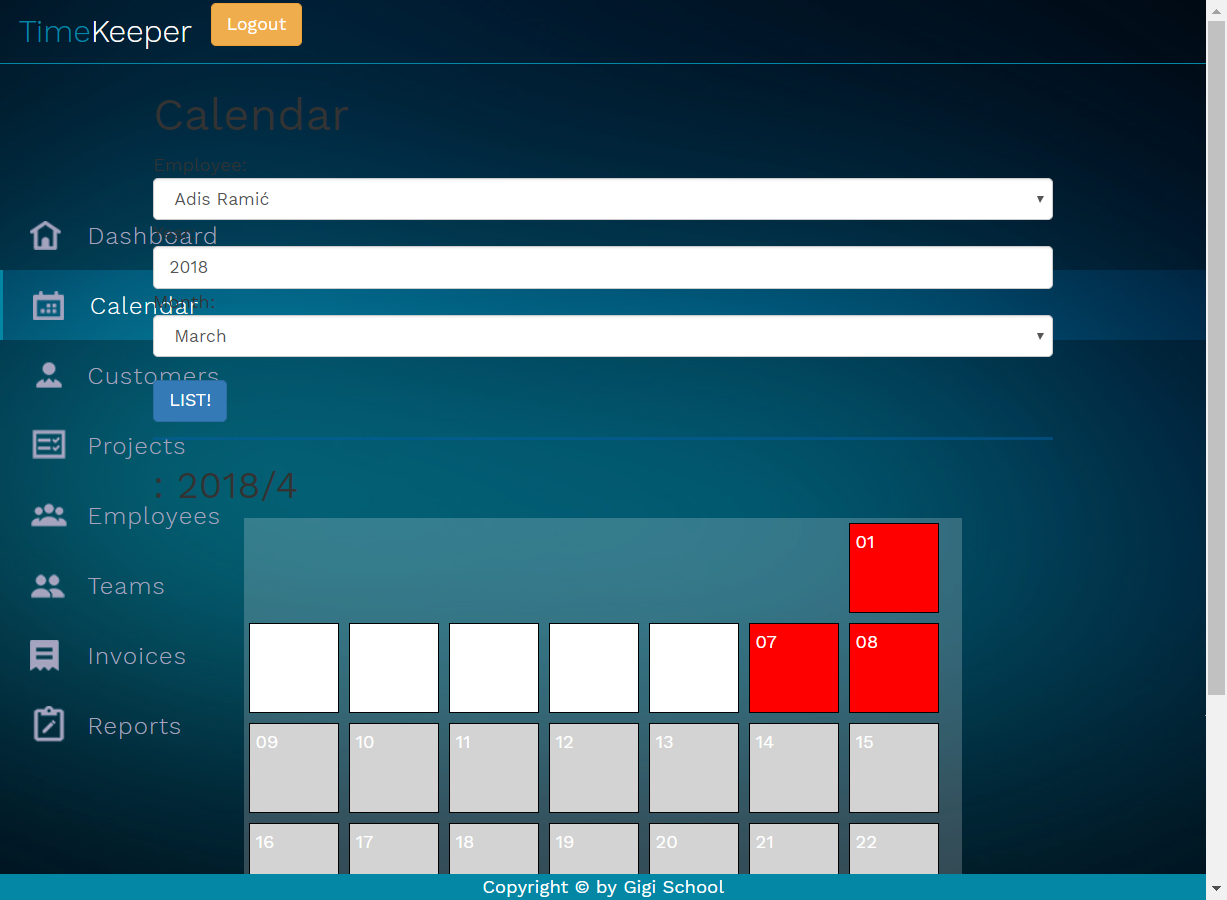 TimeKeeper Logout
Calendar
Employee:
Adis Ramić
Dashboard
2018
Calendar
Month:
March
Customers
LIST!
Projects
: 2018/4
Employees
01
Teams
07 08
Invoices
Reports
09 10 11 12 13 14 15
16 17 18 19 20 21 22
Copyright © by Gigi School